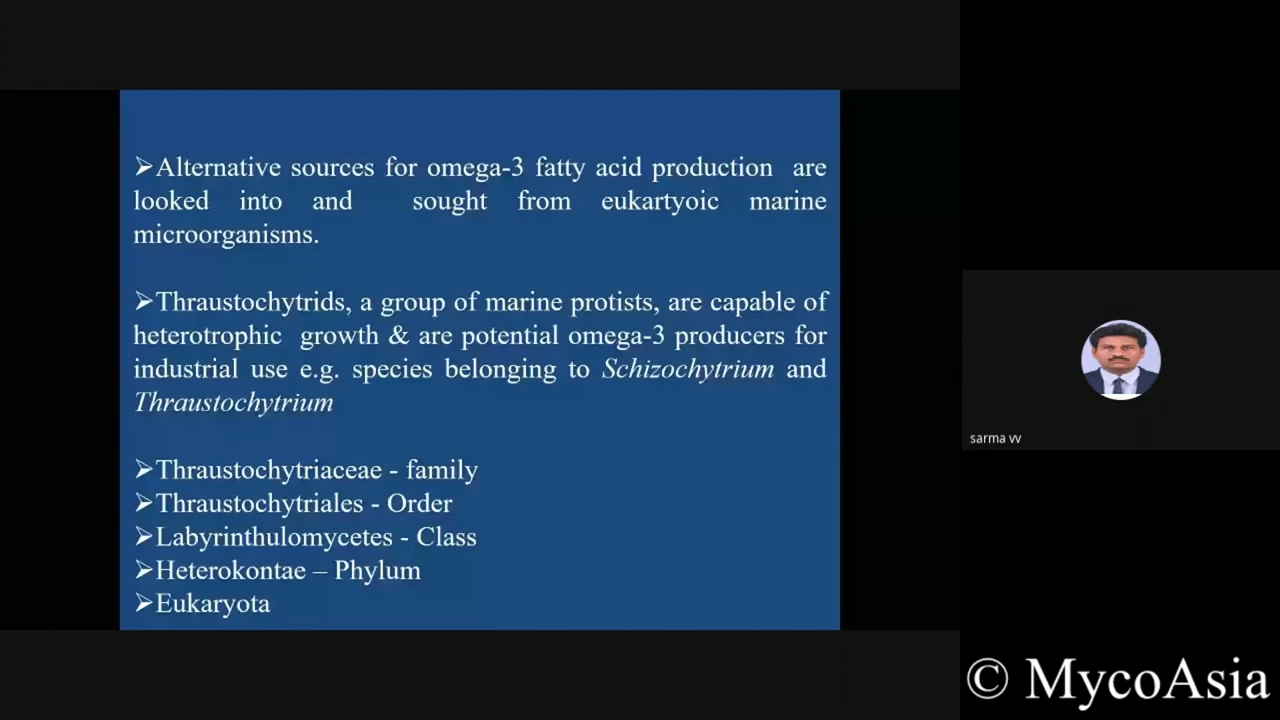 ➢Alternative sources for omega-3 fatty acid production are
looked into and sought from eukartyoic marine
microorganisms.
➢Thraustochytrids, a group of marine protists, are capable of
heterotrophic growth & are potential omega-3 producers for
industrial use e.g. species belonging to Schizochytrium and
Thraustochytrium
➢Thraustochytriaceae - family
➢Thraustochytriales - Order
➢Labyrinthulomycetes - Class
➢Heterokontae – Phylum
➢Eukaryota
sarma vv
© MycoAsia